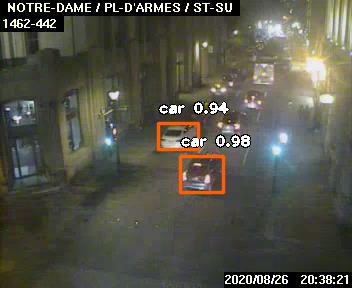 NOTRE-DAME / PL-D'ARMES / ST-SU
1462-442
car 0.94
car 0.98
2020/08/26 20:38:21